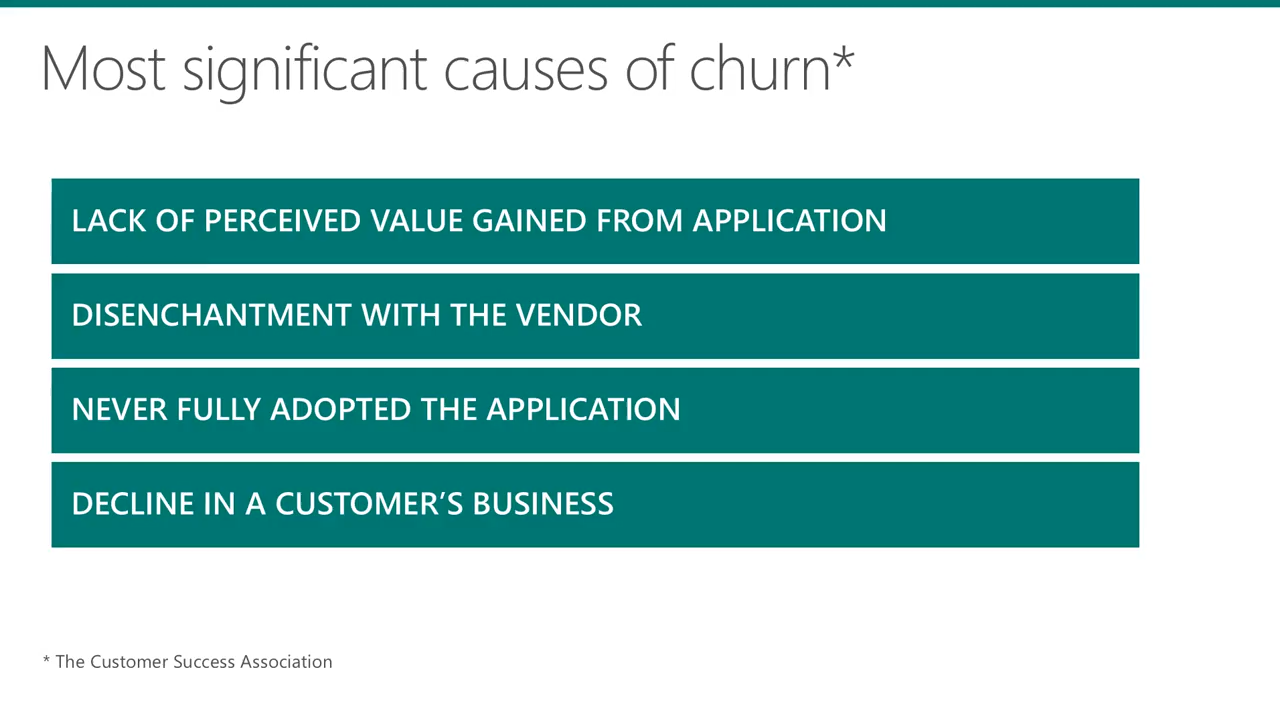 Most significant causes of churn*
LACK OF PERCEIVED VALUE GAINED FROM APPLICATION
DISENCHANTMENT WITH THE VENDOR
NEVER FULLY ADOPTED THE APPLICATION
DECLINE IN A CUSTOMER’S BUSINESS
* The Customer Success Association